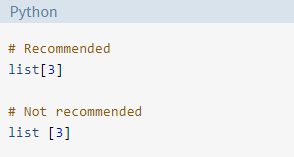 Python
# Recommended
list[3]
# Not recommended
list [3]